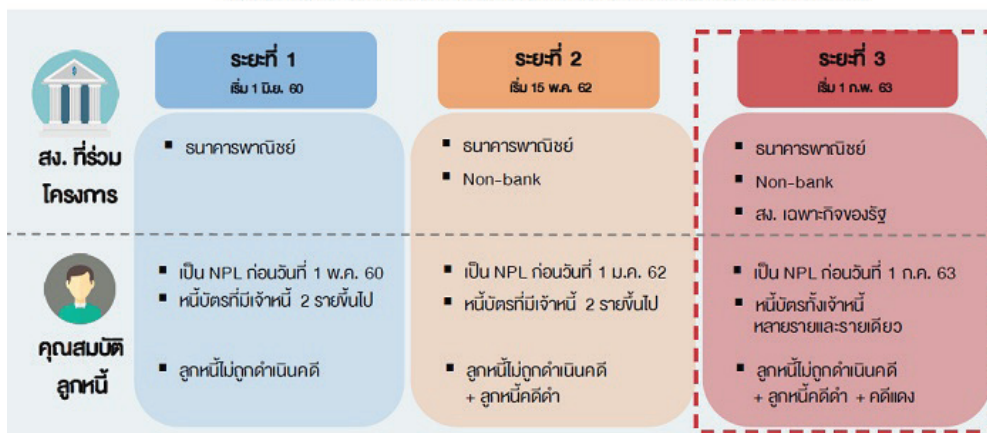 ระยะที่ 1
เริ่ม 1 มิ.ย. 60
ระยะที่ 2
เริ่ม 15 พ.ค. 62
ระยะที่ 3
เริ่ม 1 ก.พ. 63
สง. ที่ร่วม
โครงการ
▪ ธนาคารพาณิชย์
▪ ธนาคารพาณิชย์
▪ Non-bank
▪ ธนาคารพาณิชย์
▪ Non-bank
▪ สง. เฉพาะกิจของรัฐ
คุณสมบัติ
ลูกหนี้
▪ เป็น NPL ก่อนวันที่ 1 พ.ค. 60
▪ หนี้บัตรที่มีเจ้าหนี้ 2 รายขึ้นไป
▪ ลูกหนี้ไม่ถูกดำเนินคดี
▪ เป็น NPL ก่อนวันที่ 1 ม.ค. 62
▪ หนี้บัตรที่มีเจ้าหนี้ 2 รายขึ้นไป
▪ ลูกหนี้ไม่ถูกดำเนินคดี
+ ลูกหนี้คดีดำ
▪ เป็น NPL ก่อนวันที่ 1 ก.ค. 63
▪ หนี้บัตรทั้งเจ้าหนี้
หลายรายและรายเดียว
▪ ลูกหนี้ไม่ถูกดำเนินคดี
+ ลูกหนี้คดีดำ + คดีแดง